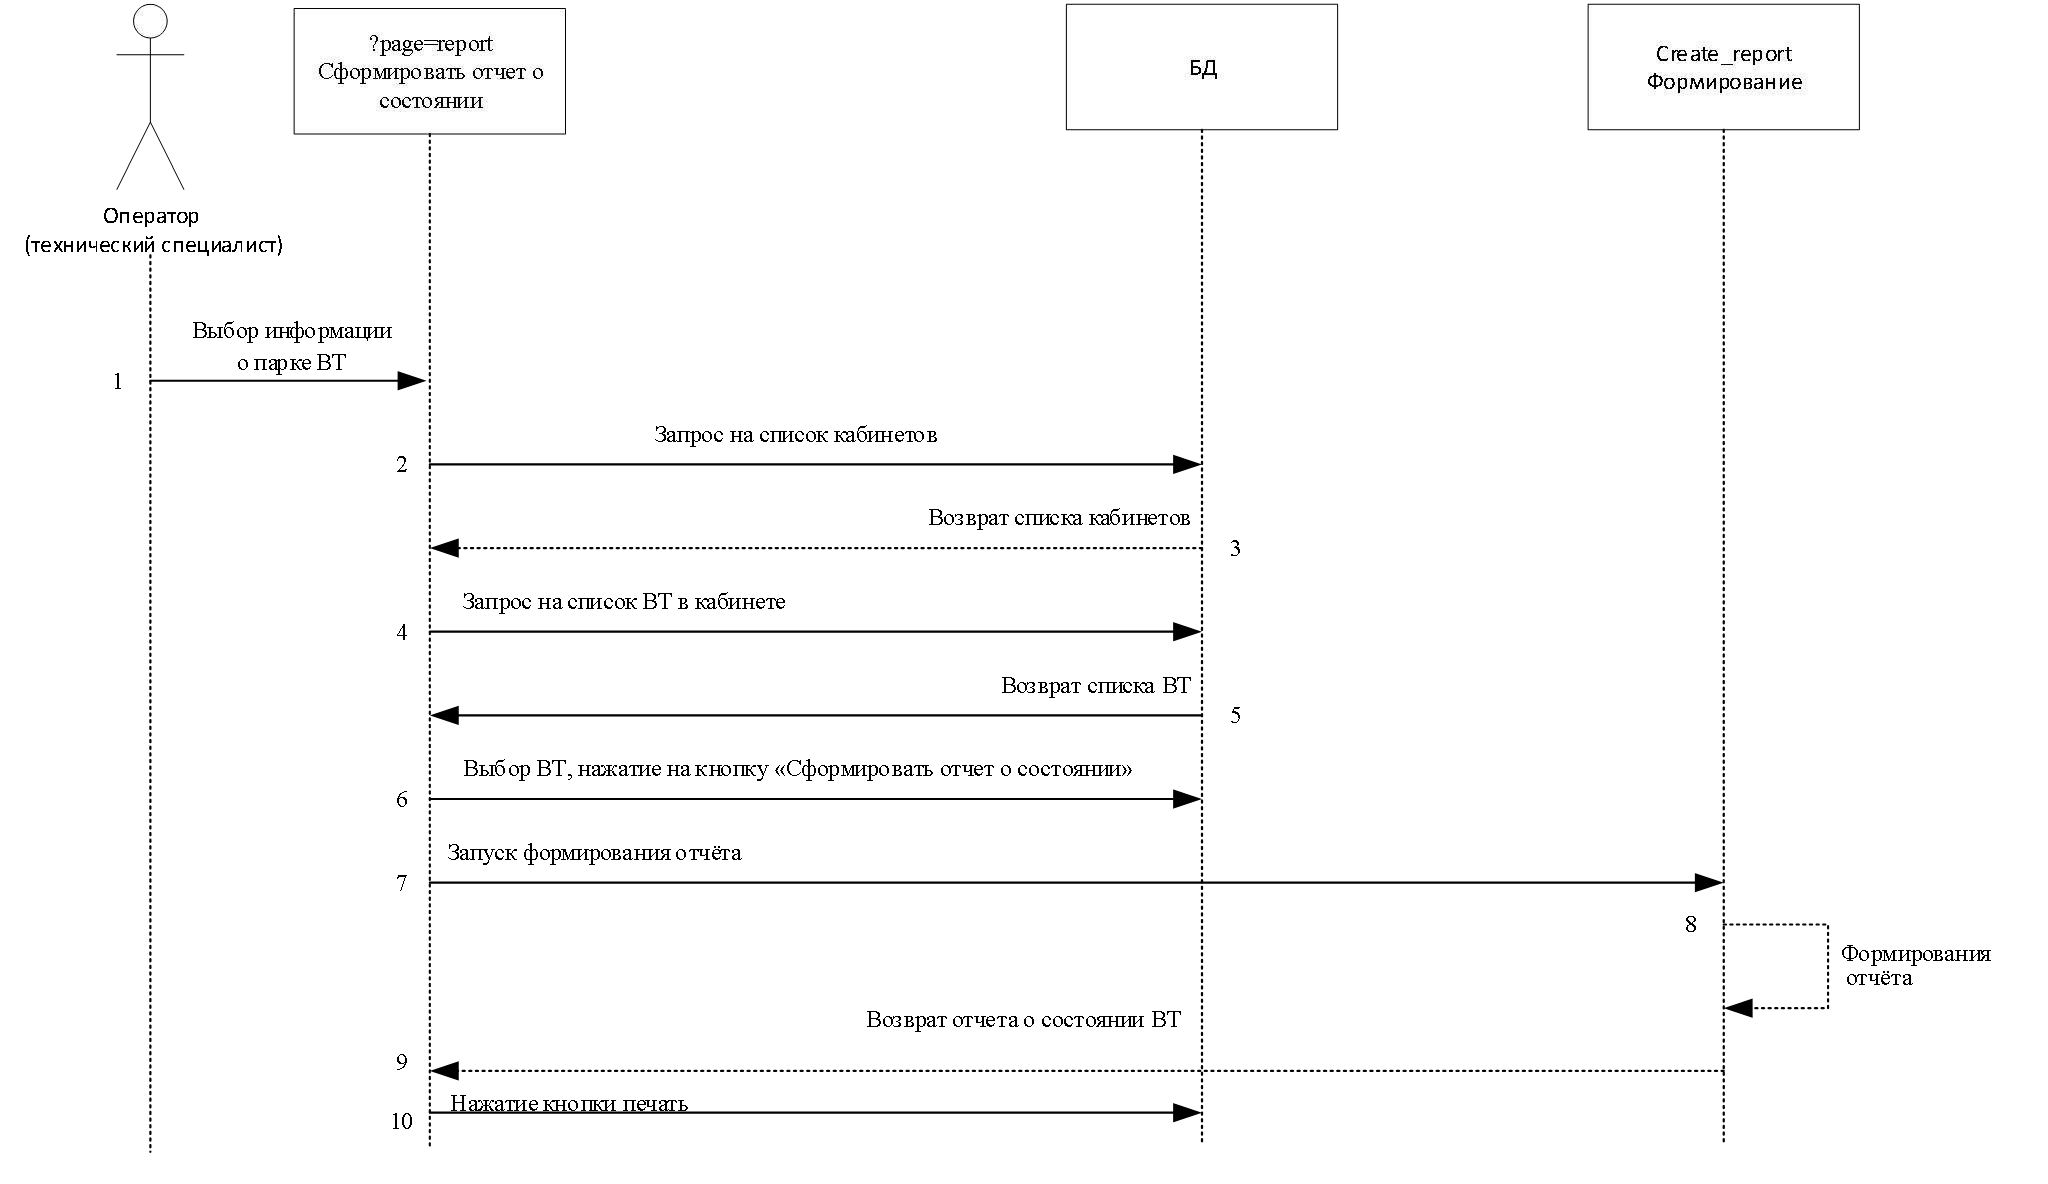 ?page=report
Сформировать отчет о
состоянии
БД
Create_report
Формирование
Оператор
(технический специалист)
Выбор информации
о парке ВТ
1
Запрос на список кабинетов
2
Возврат списка кабинетов
3
Запрос на список ВТ в кабинете
4
Возврат списка ВТ
5
Выбор ВТ, нажатие на кнопку «Сформировать отчет о состоянии»
6
Запуск формирования отчёта
7
8
Формирования
отчёта
Возврат отчета о состоянии ВТ
9
Нажатие кнопки печать
10